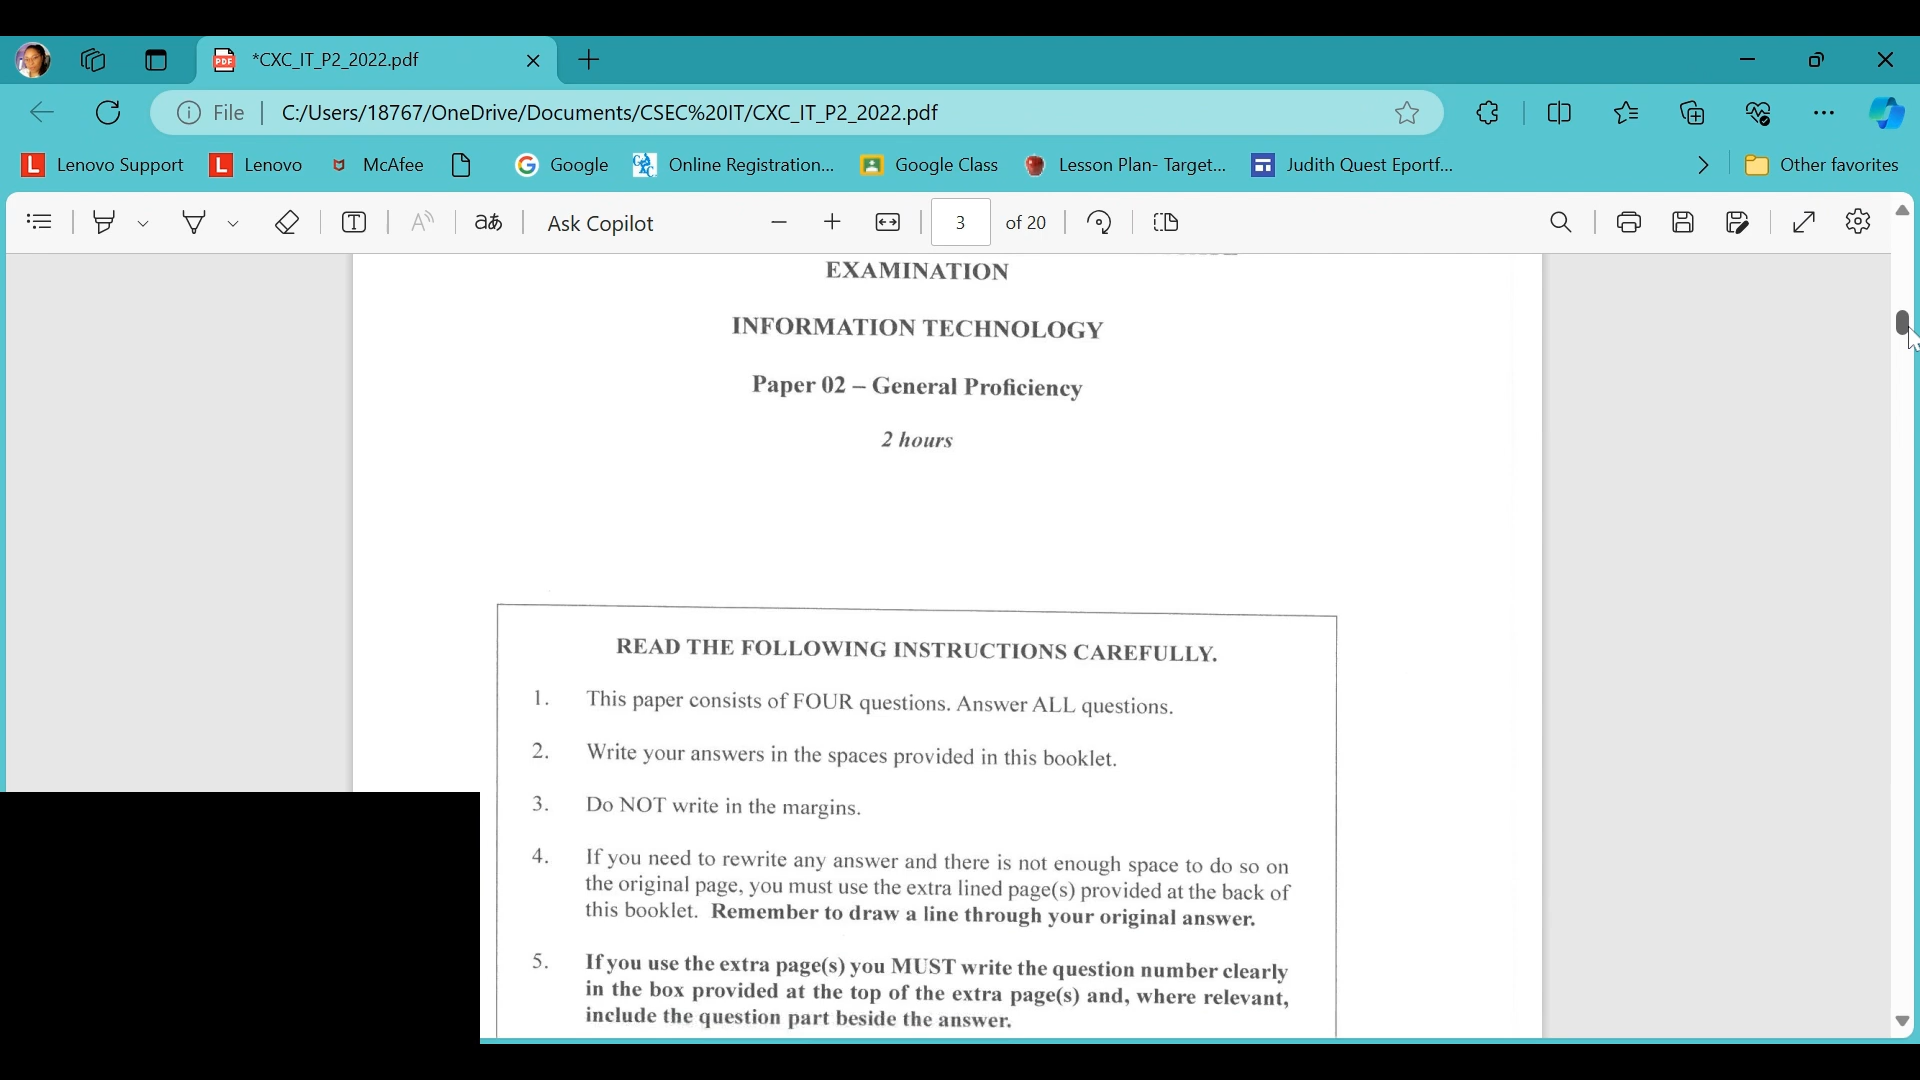 *CXC_IT_P2_2022.pdf
File
C:/Users/18767/OneDrive/Documents/CSEC%20IT/CXC_IT_P2_2022.pdf
Lenovo Support
Lenovo
McAfee
Google
Online Registration...
Google Class
Lesson Plan- Target...
Judith Quest Eportf...
Other favorites
Ask Copilot
3
of 20
EXAMINATION
INFORMATION TECHNOLOGY
Paper 02 – General Proficiency
2 hours
READ THE FOLLOWING INSTRUCTIONS CAREFULLY.
1. This paper consists of FOUR questions. Answer ALL questions.
2. Write your answers in the spaces provided in this booklet.
3. Do NOT write in the margins.
4. If you need to rewrite any answer and there is not enough space to do so on
the original page, you must use the extra lined page(s) provided at the back of
this booklet. Remember to draw a line through your original answer.
5. If you use the extra page(s) you MUST write the question number clearly
in the box provided at the top of the extra page(s) and, where relevant,
include the question part beside the answer.